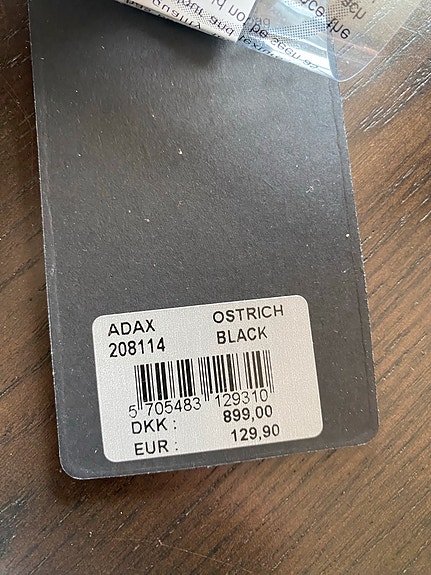 ADAX OSTRICH
208114 BLACK
5 705483 129310
DKK : 899,00
EUR : 129,90